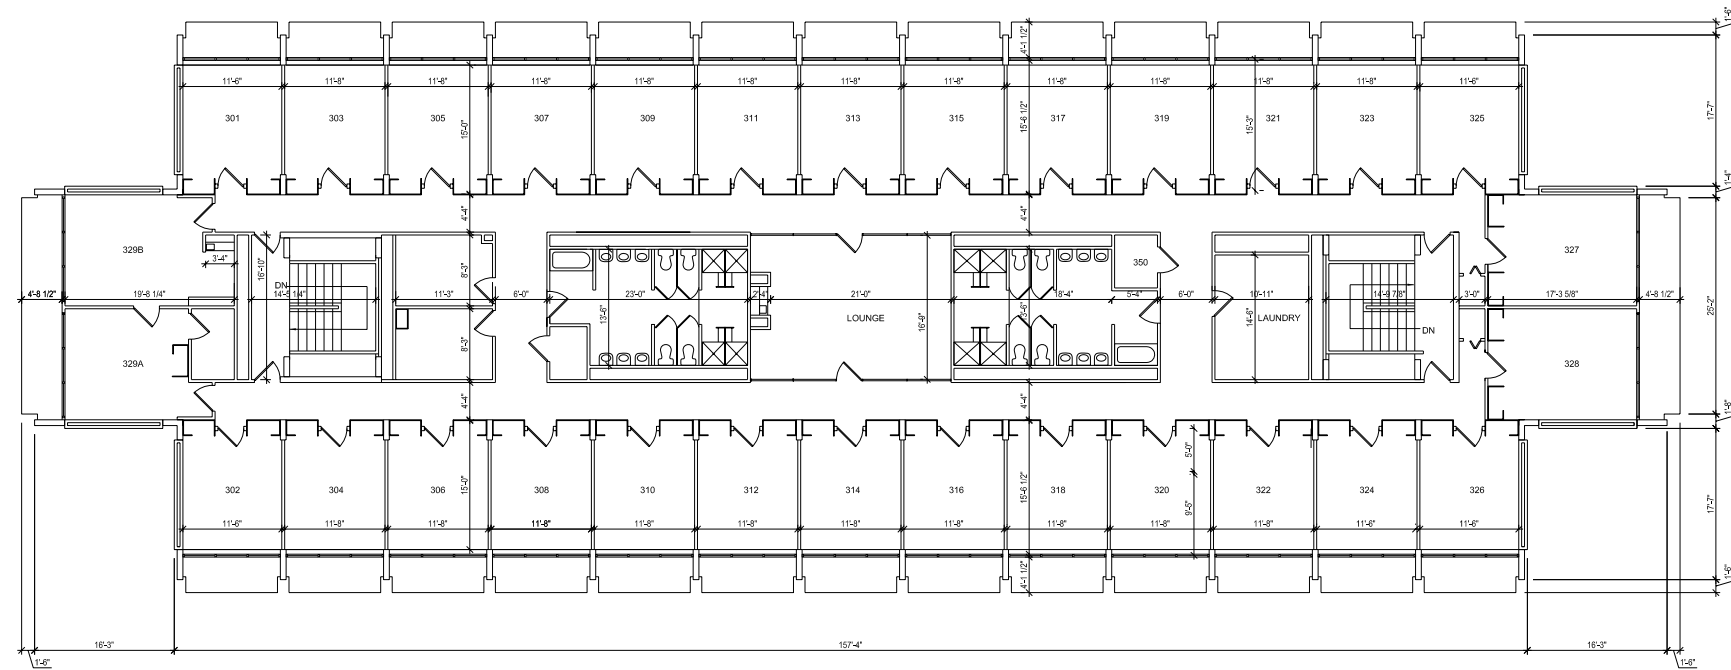 1'-6"
4'-1 1/2"
11'-6" 11'-8" 11'-6" 11'-6" 11'-8" 11'-8" 11'-8" 11'-8" 11'-8" 11'-8" 11'-8" 11'-8" 11'-6"
17'-7"
301 303 305 307 309 311 313 315 317 319 321 323 325
15'-0" 15'-6 1/2" 15'-3"
1'-4"
4'-4" 4'-4"
329B 350 327
3'-4" 16'-10" 8'-3"
DN
4'-8 1/2" 19'-8 1/4" 14'-5 1/4" 11'-3" 6'-0" 23'-0" 2'-4" 21'-0" 18'-4" 5'-4" 6'-0" 10'-11" 14'-9 7/8" 3'-0" 17'-3 5/8" 4'-8 1/2"
25'-2"
13'-6" LOUNGE 16'-9" 14'-6" LAUNDRY
DN
8'-3"
329A 328
4'-4" 4'-4"
1'-8"
5'-0"
302 304 306 308 310 312 314 316 318 320 322 324 326
15'-0" 15'-6 1/2" 9'-5"
17'-7"
11'-6" 11'-8" 11'-8" 11'-8" 11'-8" 11'-8" 11'-8" 11'-8" 11'-8" 11'-8" 11'-8" 11'-6" 11'-6"
4'-1 1/2"
1'-6"
16'-3" 157'-4" 16'-3"
1'-6" 1'-6"